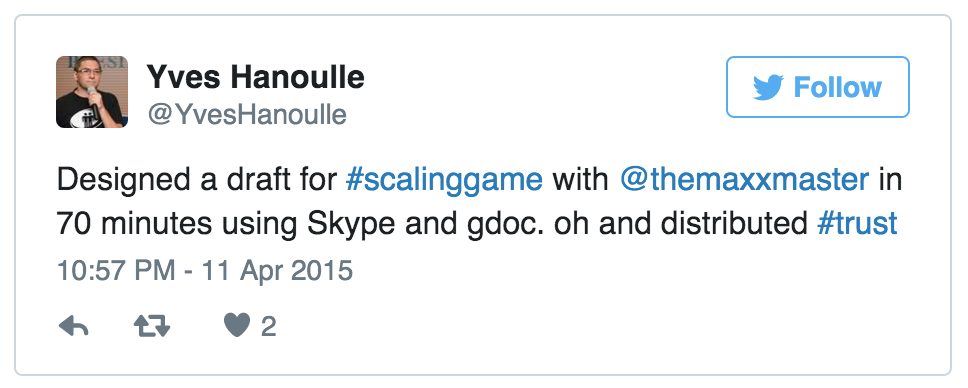 Yves Hanoulle
@YvesHanoulle
Follow
Designed a draft for #scalinggame with @themaxxmaster in
70 minutes using Skype and gdoc. oh and distributed #trust
10:57 PM - 11 Apr 2015
2